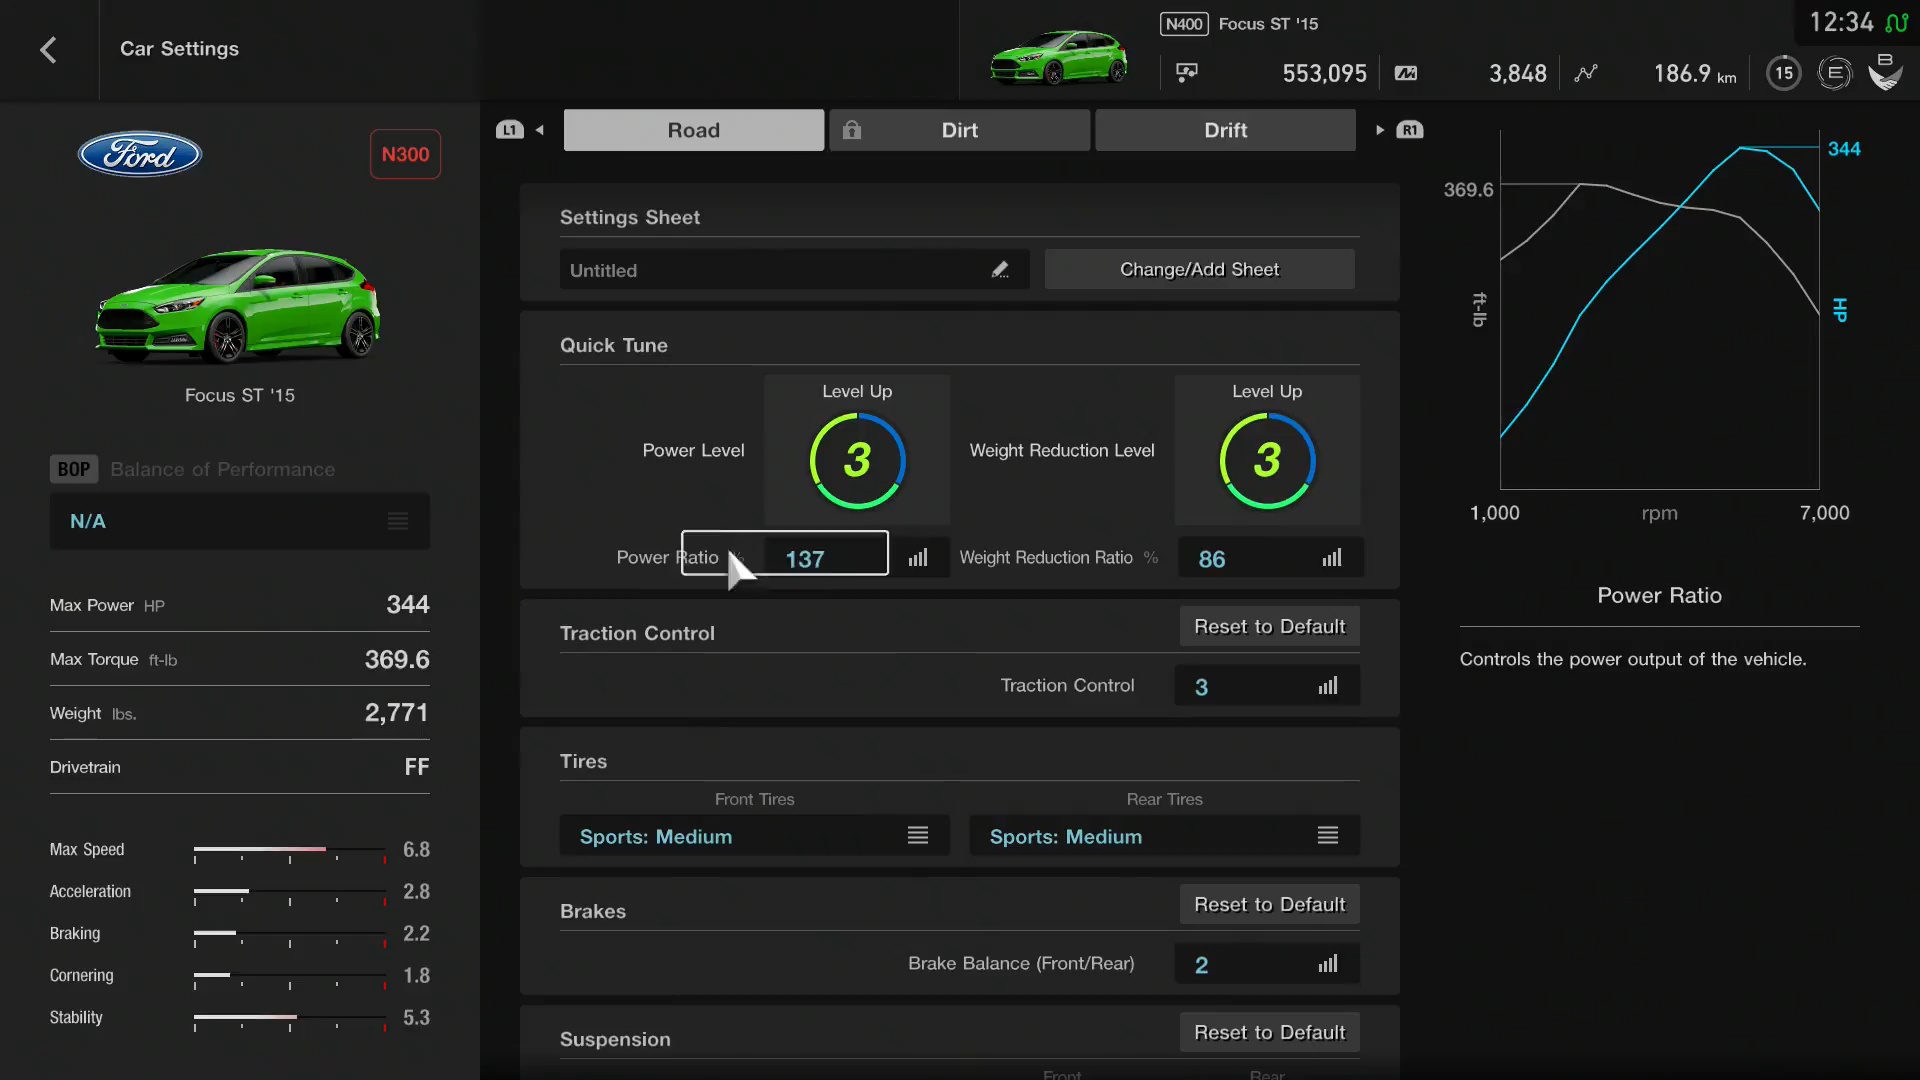 Car Settings
N400 Focus ST '15
12:34
553,095
3,848
186.9 km
15
E
B
Ford
N300
L1
Road
Dirt
Drift
R1
Settings Sheet
Untitled
Change/Add Sheet
Focus ST '15
Quick Tune
Level Up
Level Up
Power Level
3
Weight Reduction Level
3
Power Ratio %
137
Weight Reduction Ratio %
86
BOP Balance of Performance
N/A
Max Power HP 344
Max Torque ft-lb 369.6
Weight lbs. 2,771
Drivetrain FF
Max Speed 6.8
Acceleration 2.8
Braking 2.2
Cornering 1.8
Stability 5.3
Traction Control
Reset to Default
Traction Control
3
Tires
Front Tires
Rear Tires
Sports: Medium
Sports: Medium
Brakes
Reset to Default
Brake Balance (Front/Rear)
2
Suspension
Reset to Default
Front
Rear
344
369.6
ft-lb
HP
1,000 rpm 7,000
Power Ratio
Controls the power output of the vehicle.